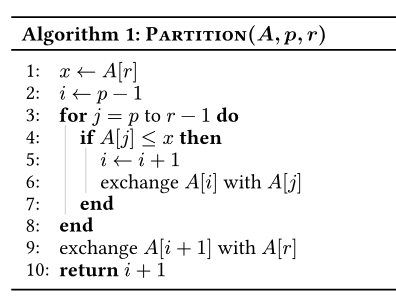 Algorithm 1: PARTITION(A, p, r)
1: x ← A[r]
2: i ← p − 1
3: for j = p to r − 1 do
4: if A[j] ≤ x then
5: i ← i + 1
6: exchange A[i] with A[j]
7: end
8: end
9: exchange A[i + 1] with A[r]
10: return i + 1